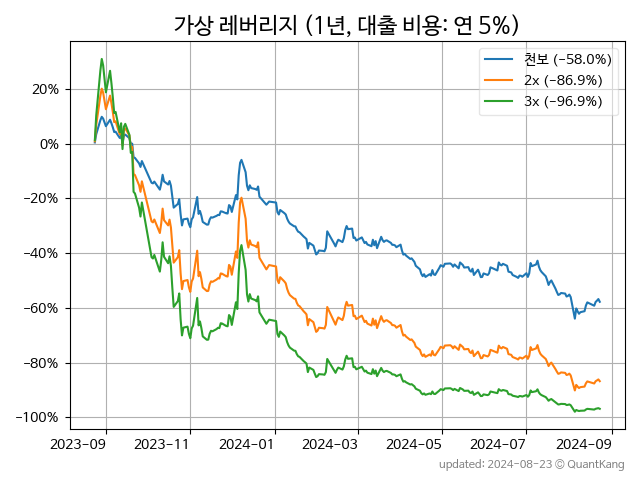 가상 레버리지 (1년, 대출 비용: 연 5%)
천보 (-58.0%)
2x (-86.9%)
3x (-96.9%)
20%
0%
-20%
-40%
-60%
-80%
-100%
2023-09
2023-11
2024-01
2024-03
2024-05
2024-07
2024-09
updated: 2024-08-23 © QuantKang